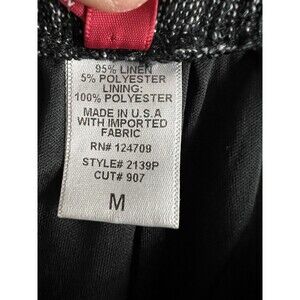 95% LINEN
5% POLYESTER
LINING:
100% POLYESTER
MADE IN U.S.A
WITH IMPORTED
FABRIC
RN# 124709
STYLE# 2139P
CUT# 907
M